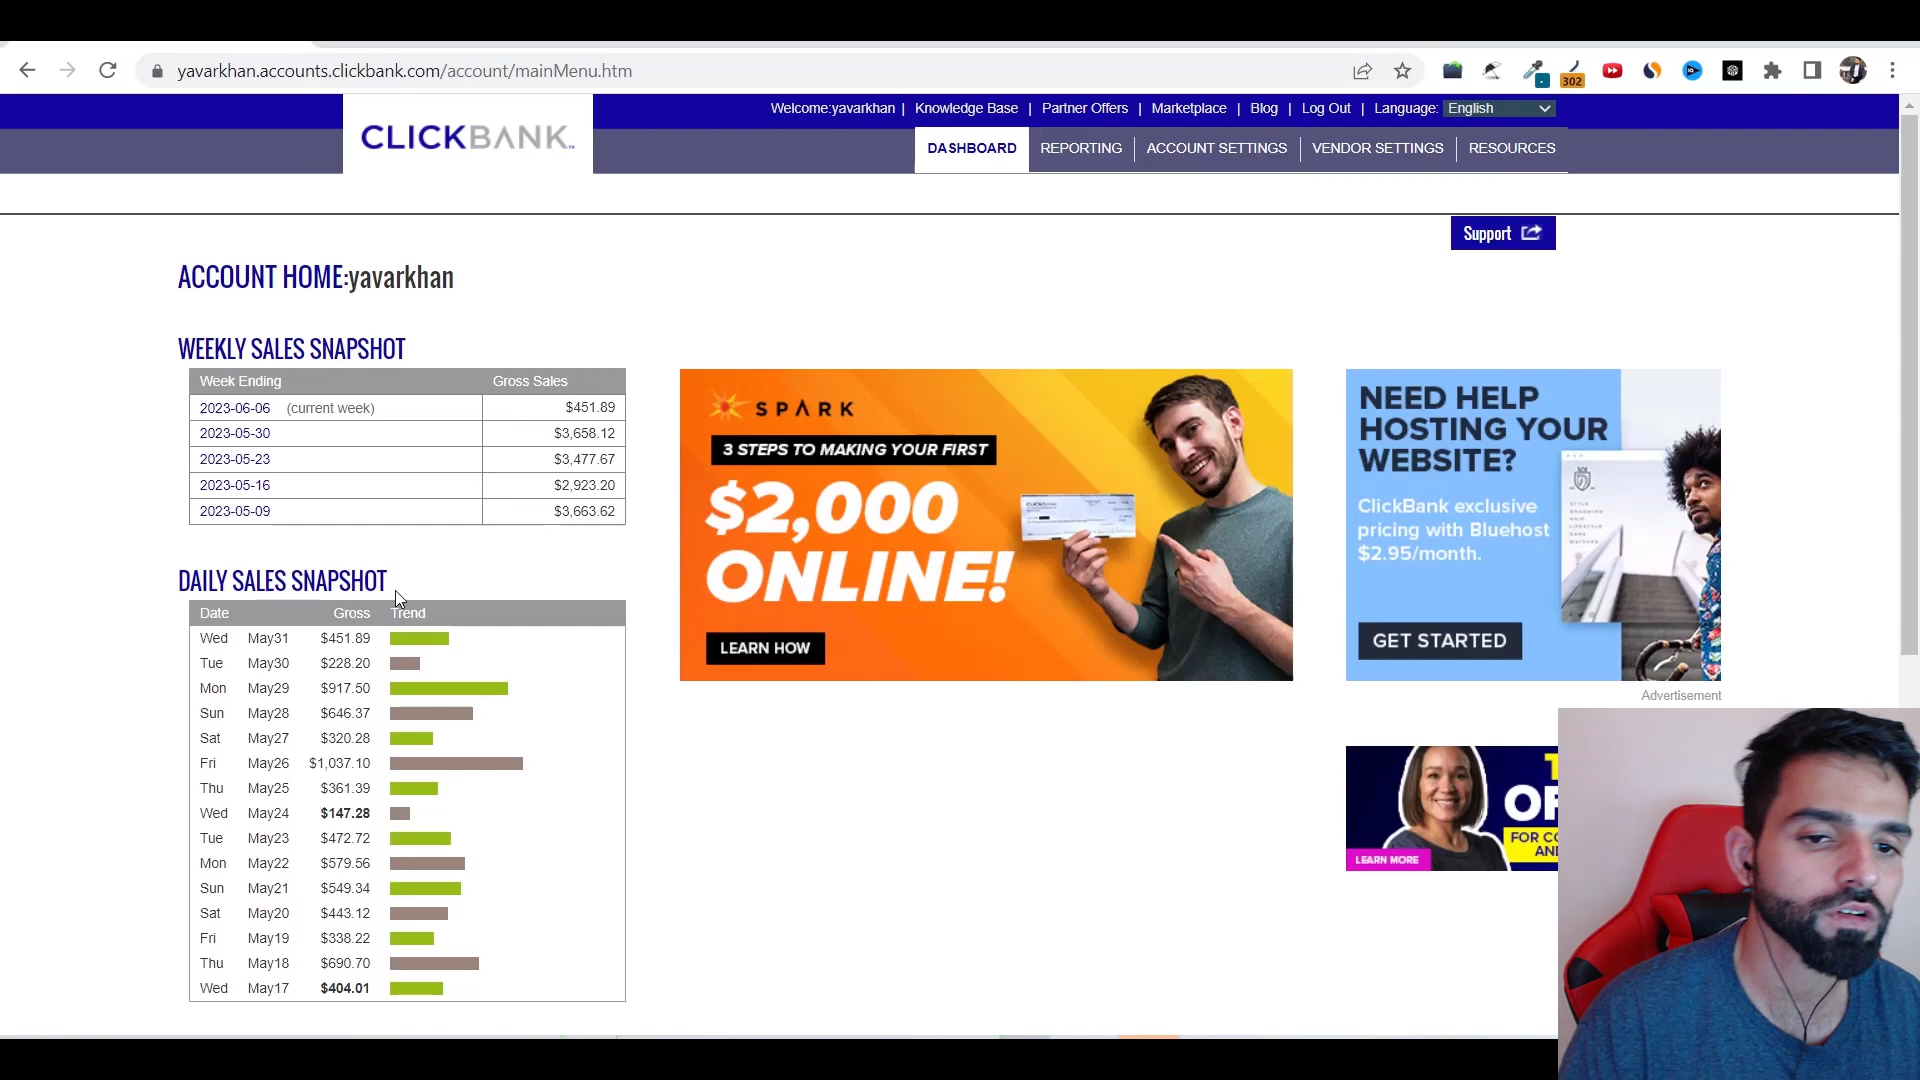 yavarkhan.accounts.clickbank.com/account/mainMenu.htm
302
Welcome:yavarkhan | Knowledge Base | Partner Offers | Marketplace | Blog | Log Out | Language: English
CLICKBANK
DASHBOARD REPORTING ACCOUNT SETTINGS VENDOR SETTINGS RESOURCES
Support
ACCOUNT HOME:yavarkhan
WEEKLY SALES SNAPSHOT
Week Ending Gross Sales
2023-06-06 (current week) $451.89
2023-05-30 $3,658.12
2023-05-23 $3,477.67
2023-05-16 $2,923.20
2023-05-09 $3,663.62
DAILY SALES SNAPSHOT
Date Gross Trend
Wed May31 $451.89
Tue May30 $228.20
Mon May29 $917.50
Sun May28 $646.37
Sat May27 $320.28
Fri May26 $1,037.10
Thu May25 $361.39
Wed May24 $147.28
Tue May23 $472.72
Mon May22 $579.56
Sun May21 $549.34
Sat May20 $443.12
Fri May19 $338.22
Thu May18 $690.70
Wed May17 $404.01
SPARK
3 STEPS TO MAKING YOUR FIRST
$2,000
ONLINE!
LEARN HOW
NEED HELP
HOSTING YOUR
WEBSITE?
ClickBank exclusive
pricing with Bluehost
$2.95/month.
GET STARTED
Advertisement
LEARN MORE